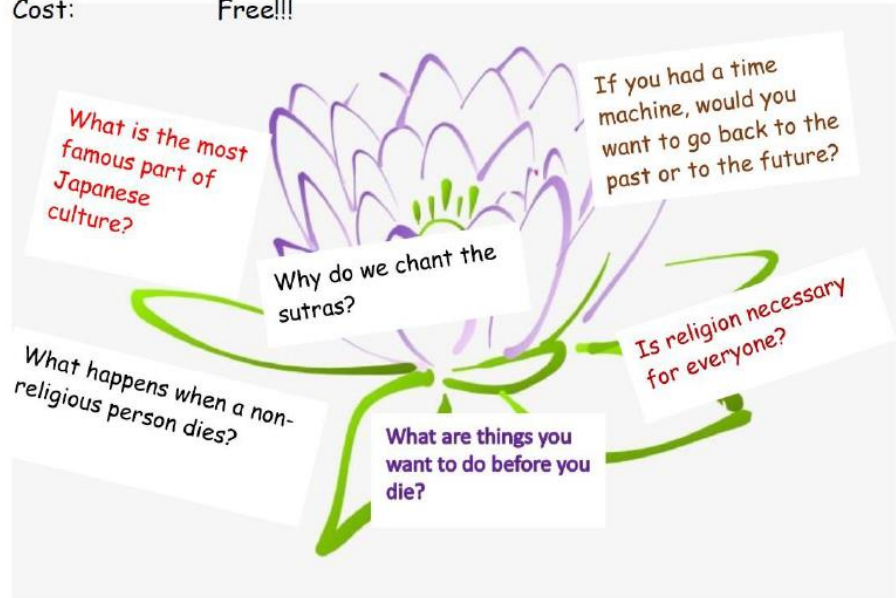 Cost: Free!!!
What is the most
famous part of
Japanese
culture?
If you had a time
machine, would you
want to go back to the
past or to the future?
Why do we chant the
sutras?
Is religion necessary
for everyone?
What happens when a non-
religious person dies?
What are things you
want to do before you
die?